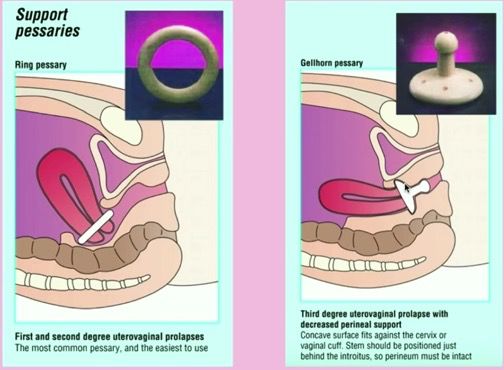 Support
pessaries
Ring pessary
First and second degree uterovaginal prolapses
The most common pessary, and the easiest to use
Gellhorn pessary
Third degree uterovaginal prolapse with
decreased perineal support
Concave surface fits against the cervix or
vaginal cuff. Stem should be positioned just
behind the introitus, so perineum must be intact